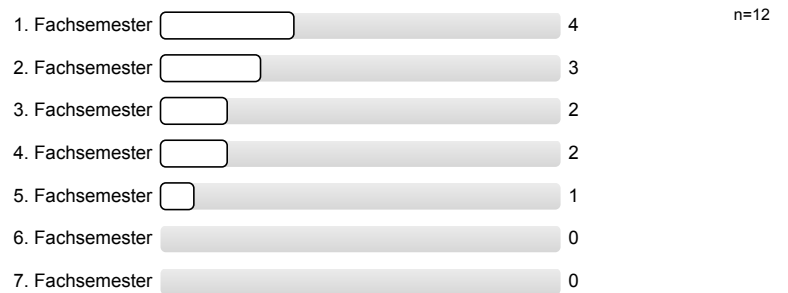 1. Fachsemester 4 n=12
2. Fachsemester 3
3. Fachsemester 2
4. Fachsemester 2
5. Fachsemester 1
6. Fachsemester 0
7. Fachsemester 0